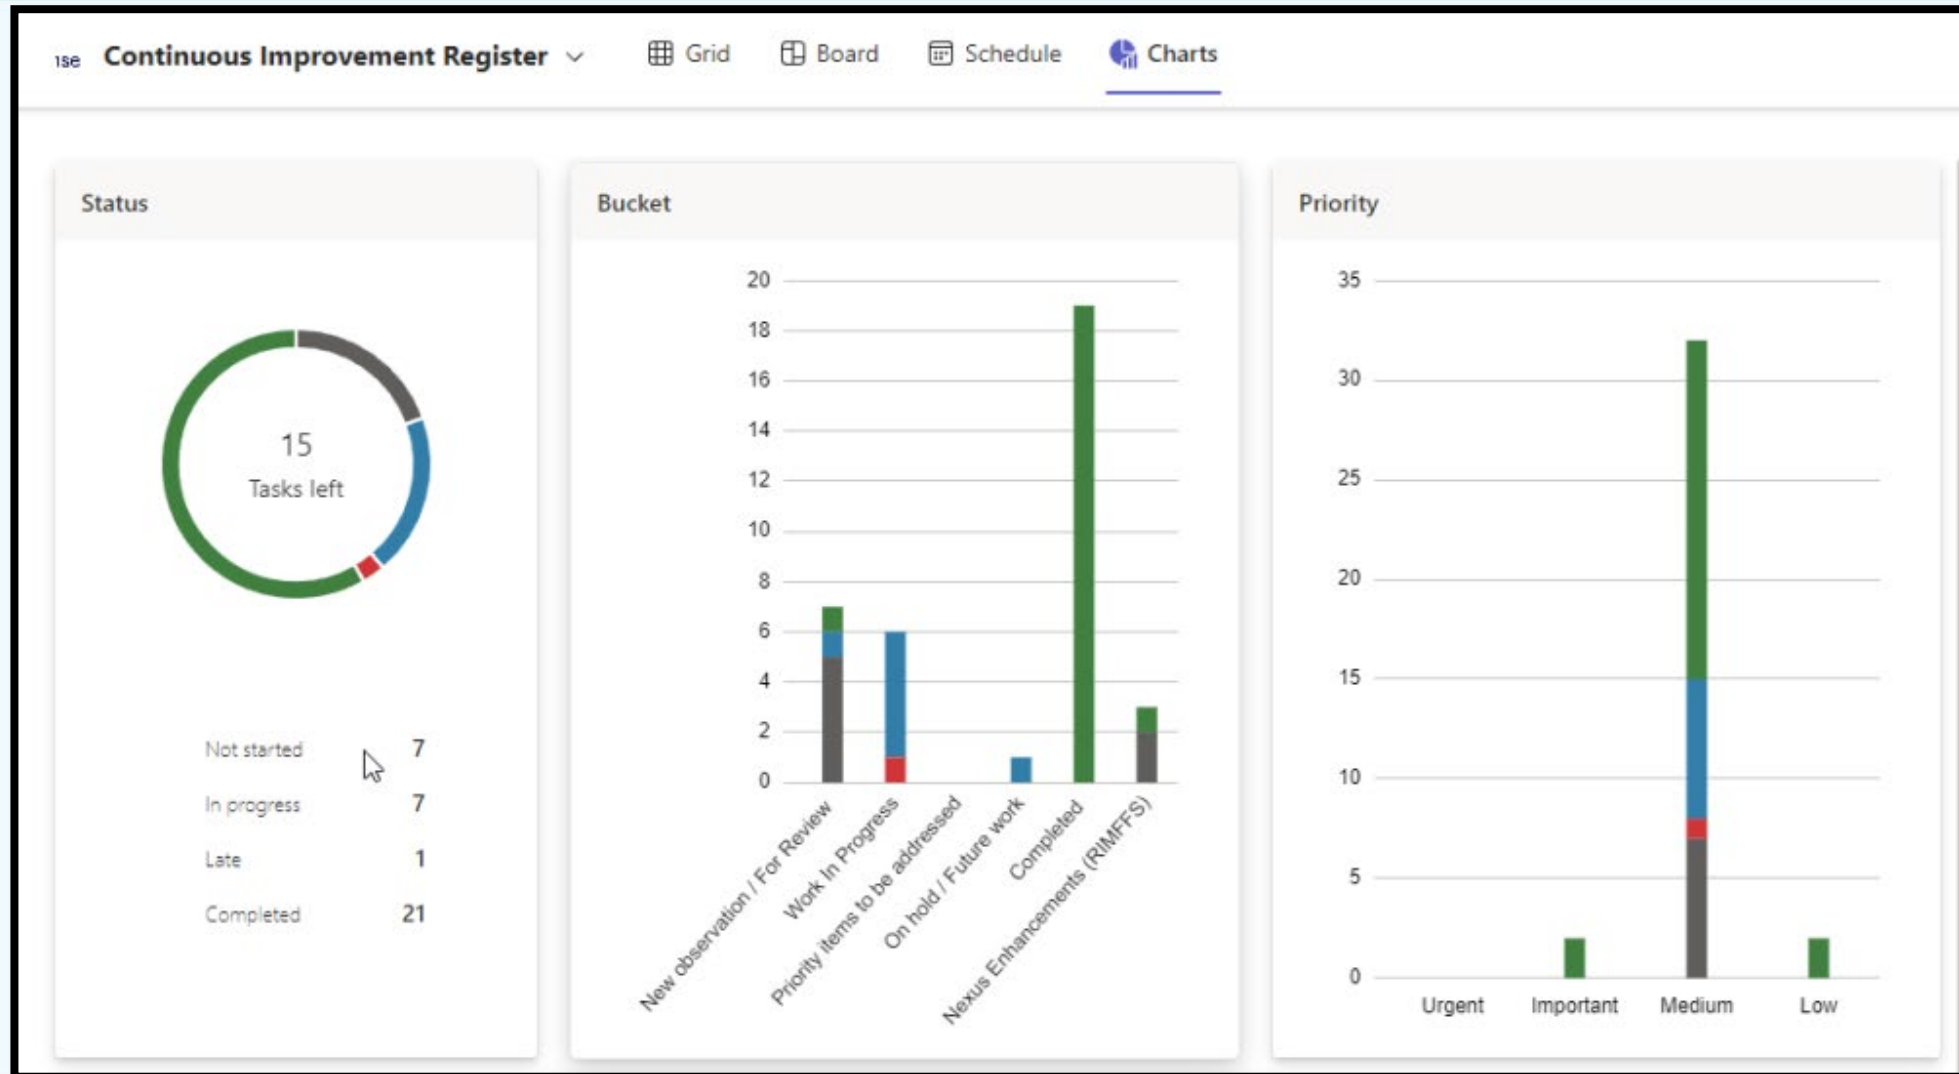 ıse Continuous Improvement Register Grid Board Schedule Charts
Status
15
Tasks left
Not started 7
In progress 7
Late 1
Completed 21
Bucket
20
18
16
14
12
10
8
6
4
2
0
New observation / For Review
Work In Progress
Priority items to be addressed
On hold / Future work
Completed
Nexus Enhancements (RIMFFS)
Priority
35
30
25
20
15
10
5
0
Urgent Important Medium Low